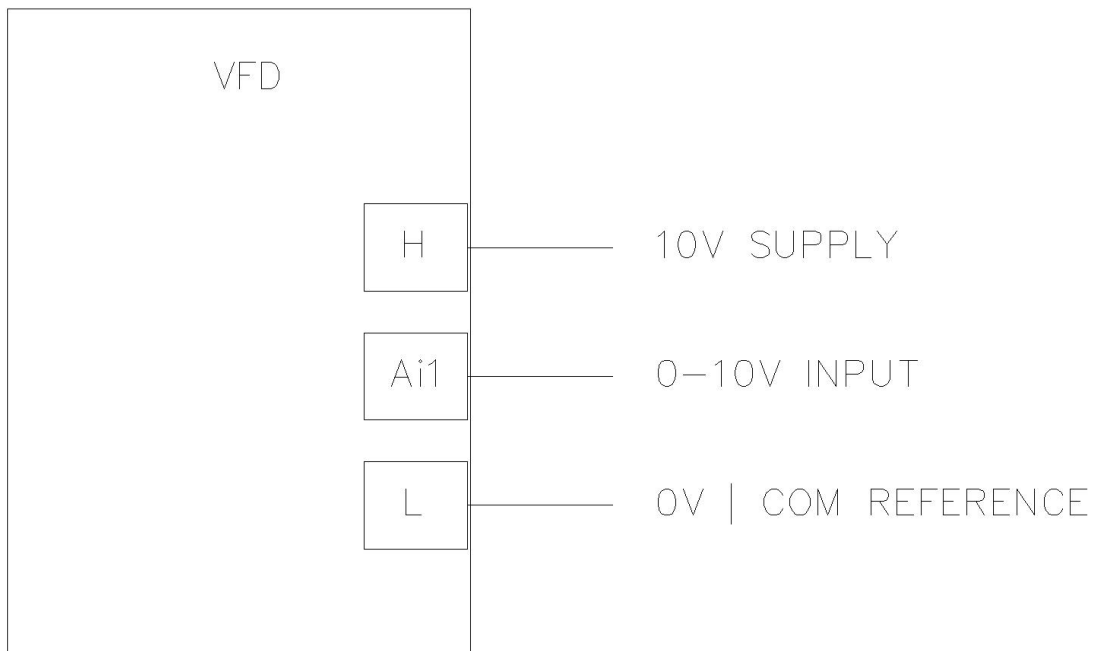 VFD
H 10V SUPPLY
Ai1 0-10V INPUT
L 0V | COM REFERENCE